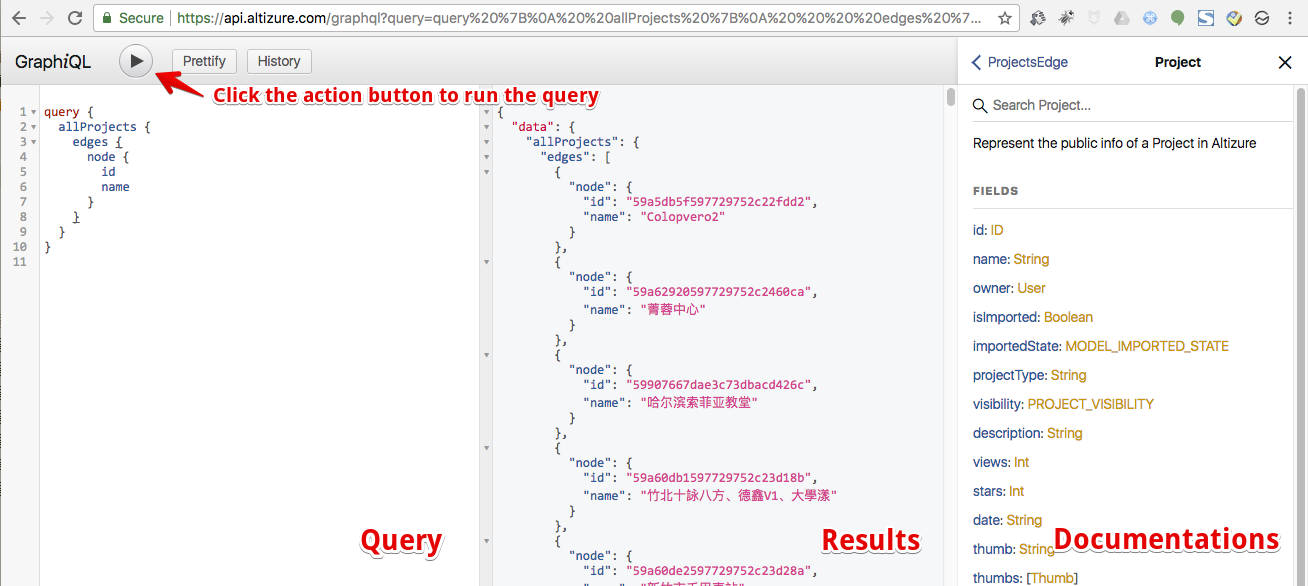 Secure https://api.altizure.com/graphql?query=query%20%7B%0A%20%20allProjects%20%7B%0A%20%20%20%20edges%20%7...
GraphiQL Prettify History
Click the action button to run the query
1 query {
2 allProjects {
3 edges {
4 node {
5 id
6 name
7 }
8 }
9 }
10 }
11
Query
{
"data": {
"allProjects": {
"edges": [
{
"node": {
"id": "59a5db5f597729752c22fdd2",
"name": "Colopvero2"
}
},
{
"node": {
"id": "59a62920597729752c2460ca",
"name": "菁蓉中心"
}
},
{
"node": {
"id": "59907667dae3c73dbacd426c",
"name": "哈尔滨索菲亚教堂"
}
},
{
"node": {
"id": "59a60db1597729752c23d18b",
"name": "竹北十詠八方、德鑫V1、大學漾"
}
},
{
"node": {
"id": "59a60de2597729752c23d28a",
Results
ProjectsEdge Project
Search Project...
Represent the public info of a Project in Altizure
FIELDS
id: ID
name: String
owner: User
isImported: Boolean
importedState: MODEL_IMPORTED_STATE
projectType: String
visibility: PROJECT_VISIBILITY
description: String
views: Int
stars: Int
date: String
thumb: String
thumbs: [Thumb]
Documentations